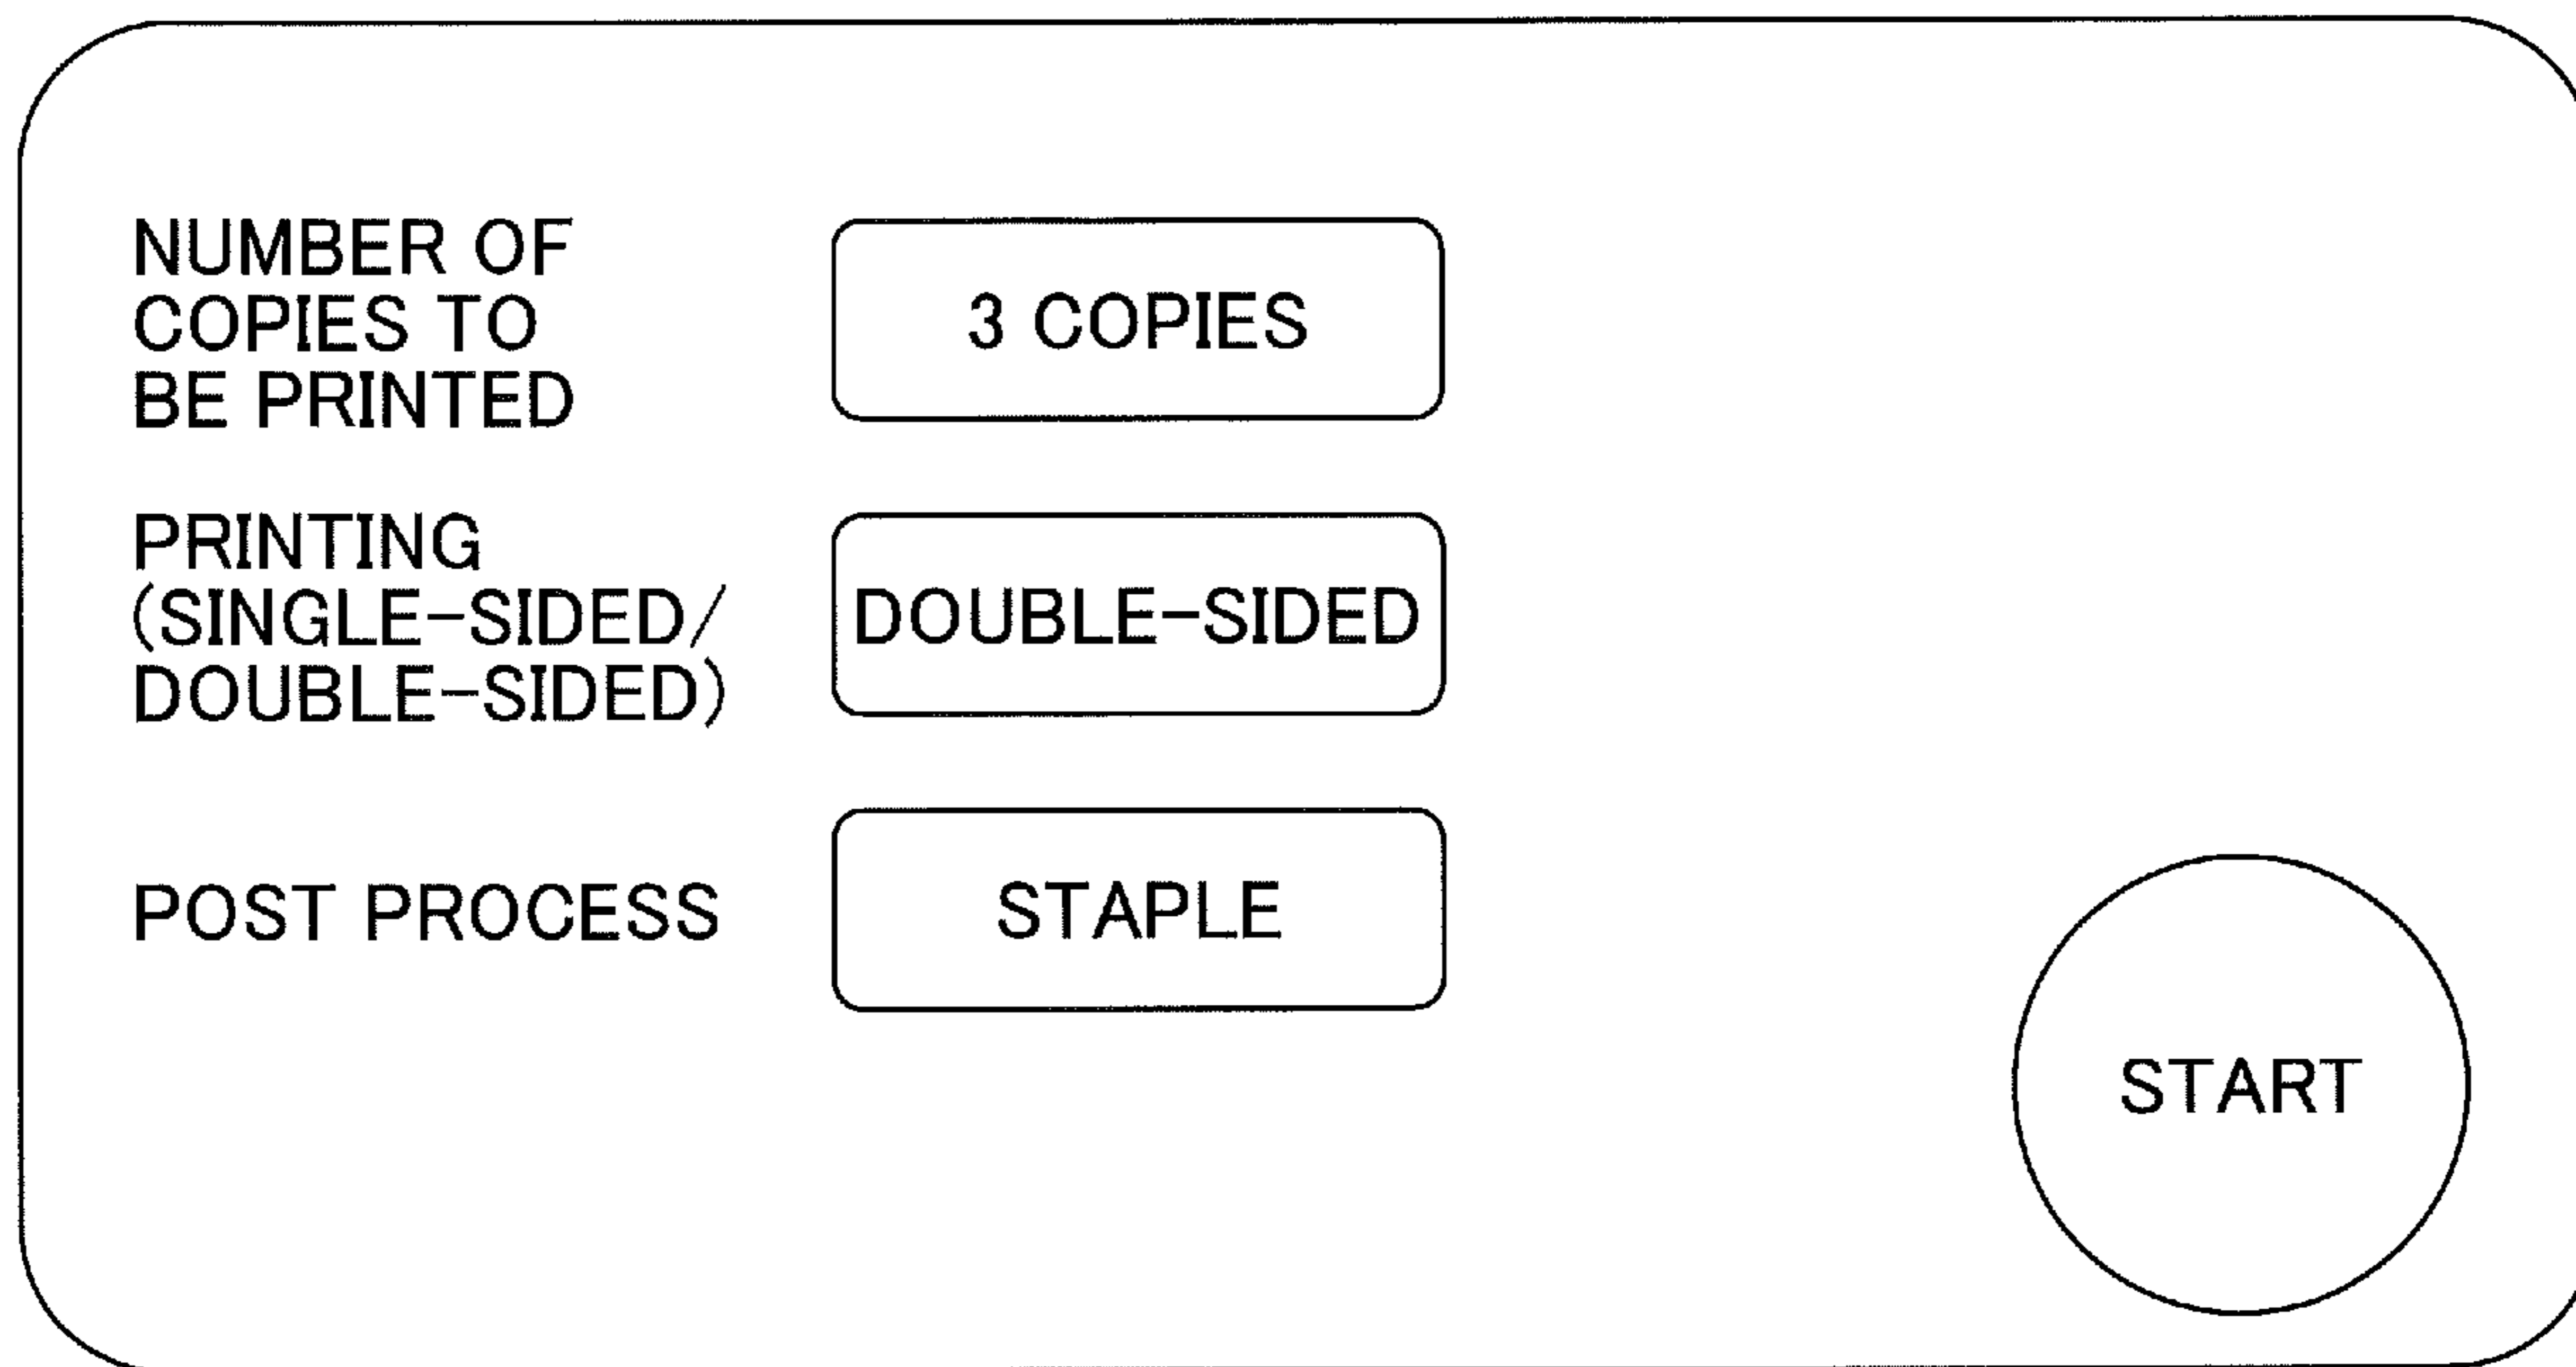 NUMBER OF
COPIES TO
BE PRINTED
3 COPIES
PRINTING
(SINGLE-SIDED/
DOUBLE-SIDED)
DOUBLE-SIDED
POST PROCESS
STAPLE
START